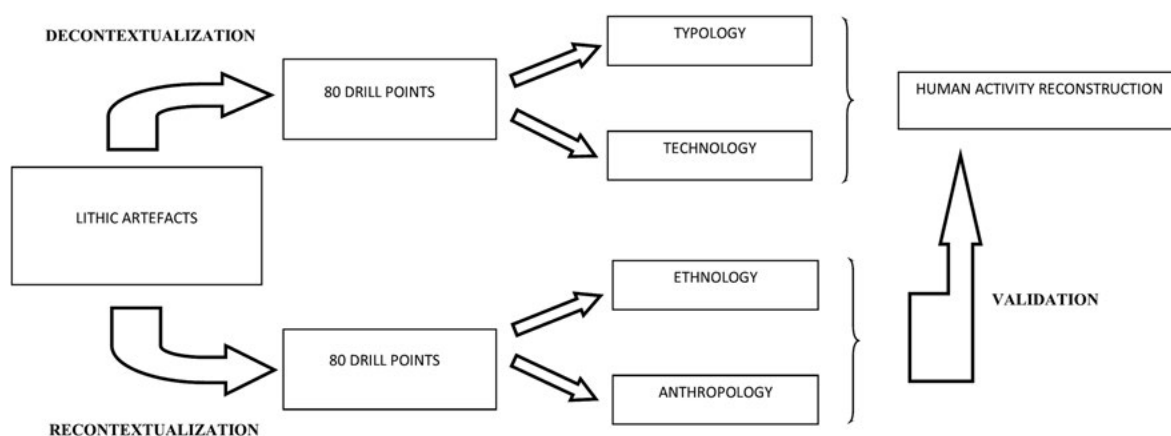 DECONTEXTUALIZATION
80 DRILL POINTS
TYPOLOGY
TECHNOLOGY
HUMAN ACTIVITY RECONSTRUCTION
LITHIC ARTEFACTS
ETHNOLOGY
VALIDATION
80 DRILL POINTS
ANTHROPOLOGY
RECONTEXTUALIZATION